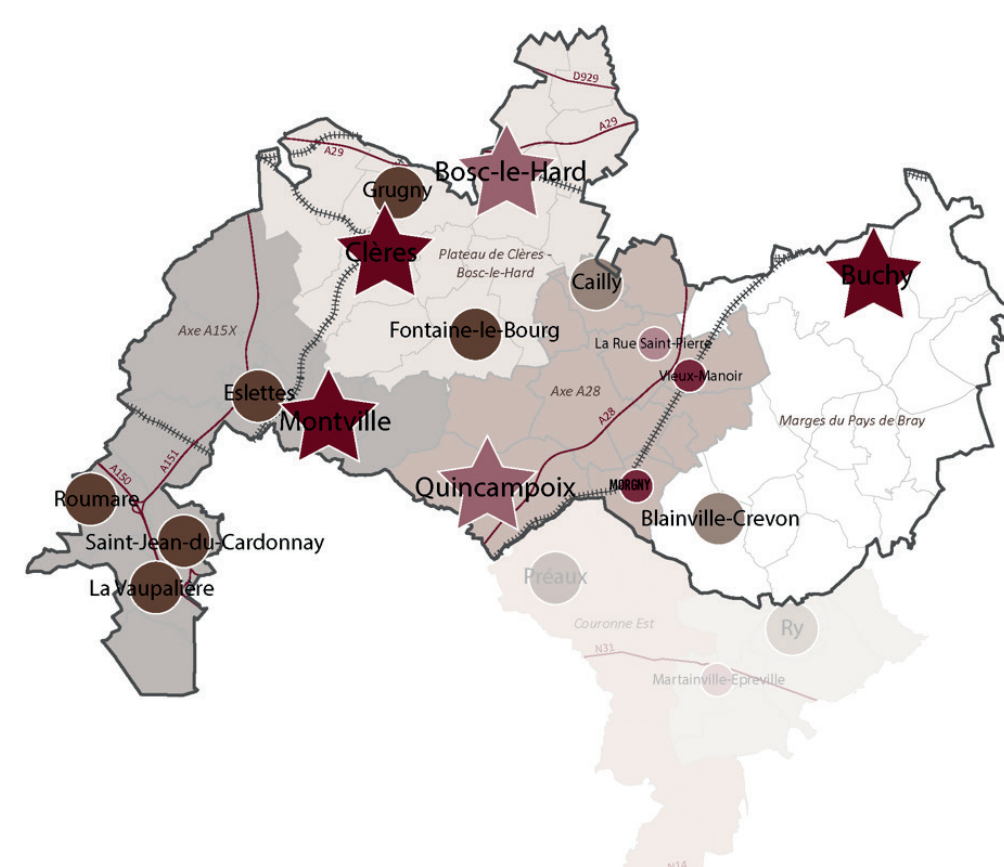 D929
A29
A29
Bosc-le-Hard
Grugny
Clères
Plateau de Clères -
Bosc-le-Hard
Buchy
Cailly
Axe A15X
Fontaine-le-Bourg
La Rue Saint-Pierre
Vieux-Manoir
Eslettes
Axe A28
A28
Montville
Marges du Pays de Bray
A151
A150
Quincampoix
MORGNY
Roumare
Blainville-Crevon
Saint-Jean-du-Cardonnay
La Vaupalière
Préaux
Couronne Est
Ry
N31
Martainville-Epreville
N14